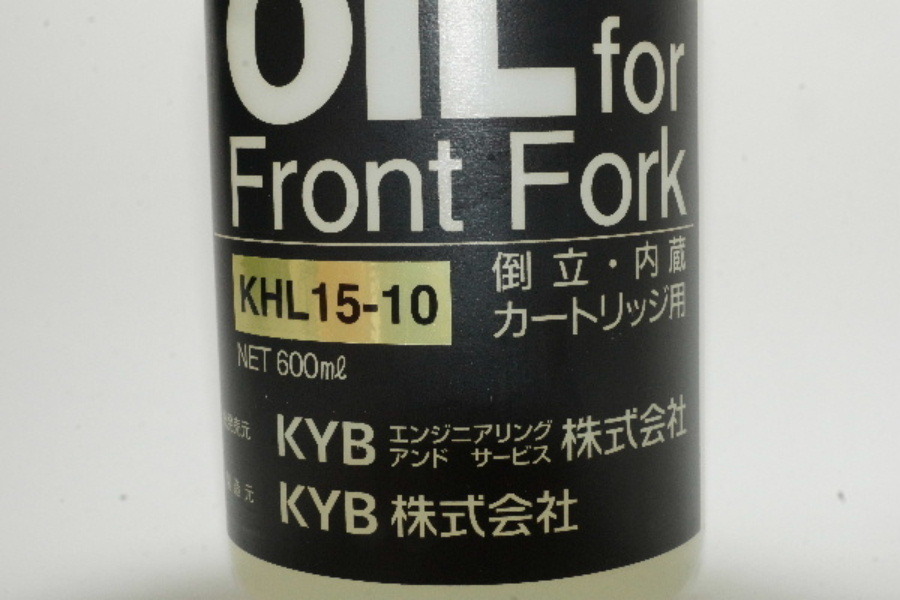 OIL for
Front Fork
KHL15-10
倒立・内蔵
カートリッジ用
NET 600ml
KYB エンジニアリング アンド サービス 株式会社
KYB 株式会社